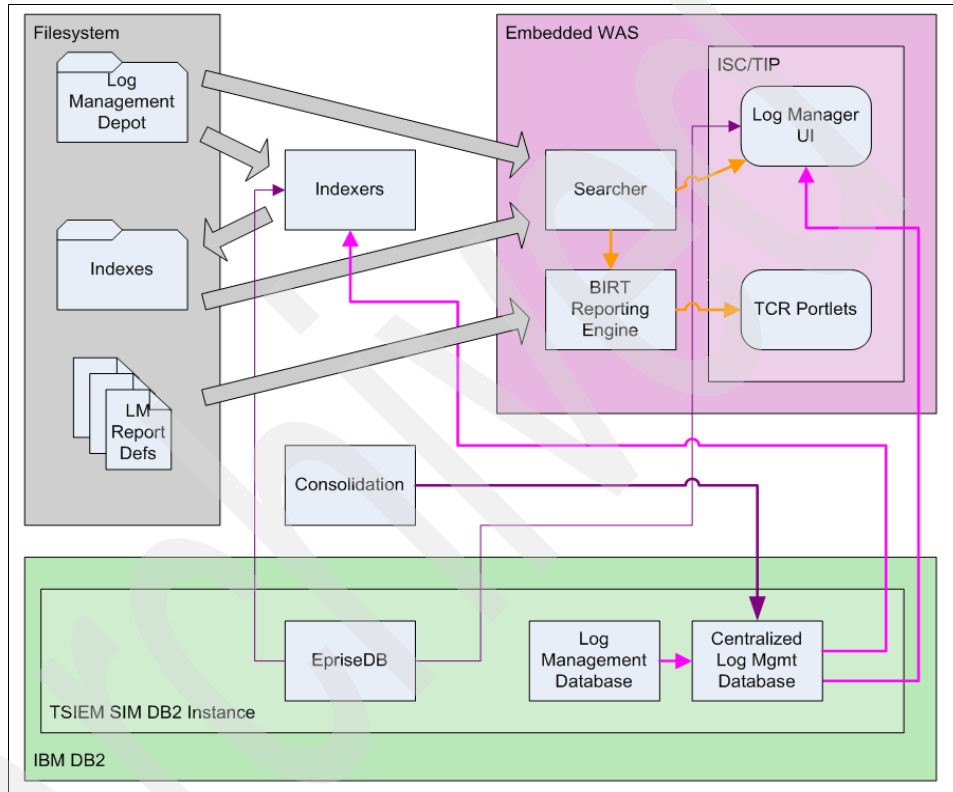 Filesystem
Log
Management
Depot
Indexes
LM
Report
Defs
Indexers
Consolidation
Embedded WAS
ISC/TIP
Log Manager
UI
Searcher
BIRT
Reporting
Engine
TCR Portlets
EpriseDB
Log
Management
Database
Centralized
Log Mgmt
Database
TSIEM SIM DB2 Instance
IBM DB2